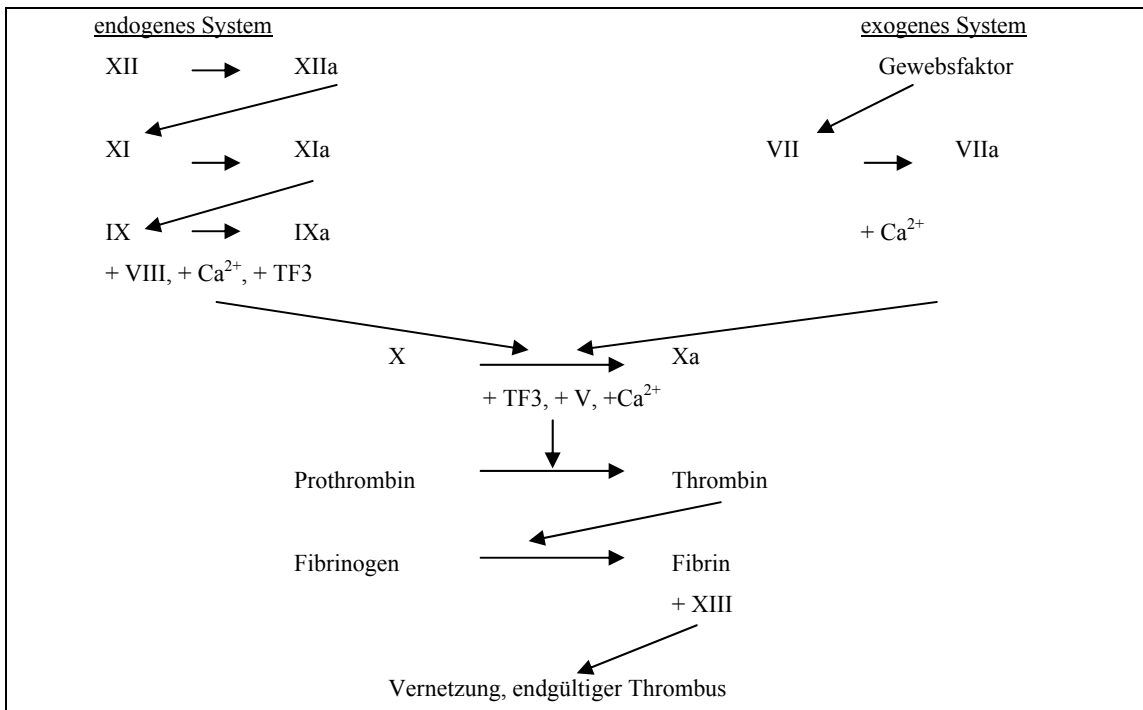 endogenes System exogenes System
XII XIIa Gewebsfaktor
XI XIa VII VIIa
IX IXa + Ca²⁺
+ VIII, + Ca²⁺, + TF3
X Xa
+ TF3, + V, +Ca²⁺
Prothrombin Thrombin
Fibrinogen Fibrin
+ XIII
Vernetzung, endgültiger Thrombus